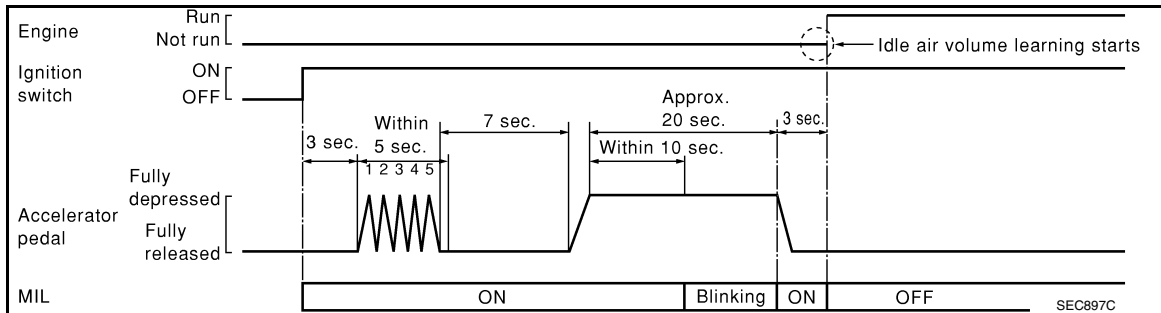 Engine
Run
Not run
Idle air volume learning starts
Ignition
switch
ON
OFF
3 sec.
Within
5 sec.
1 2 3 4 5
7 sec.
Approx.
20 sec.
Within 10 sec.
3 sec.
Accelerator
pedal
Fully
depressed
Fully
released
MIL
ON
Blinking
ON
OFF
SEC897C